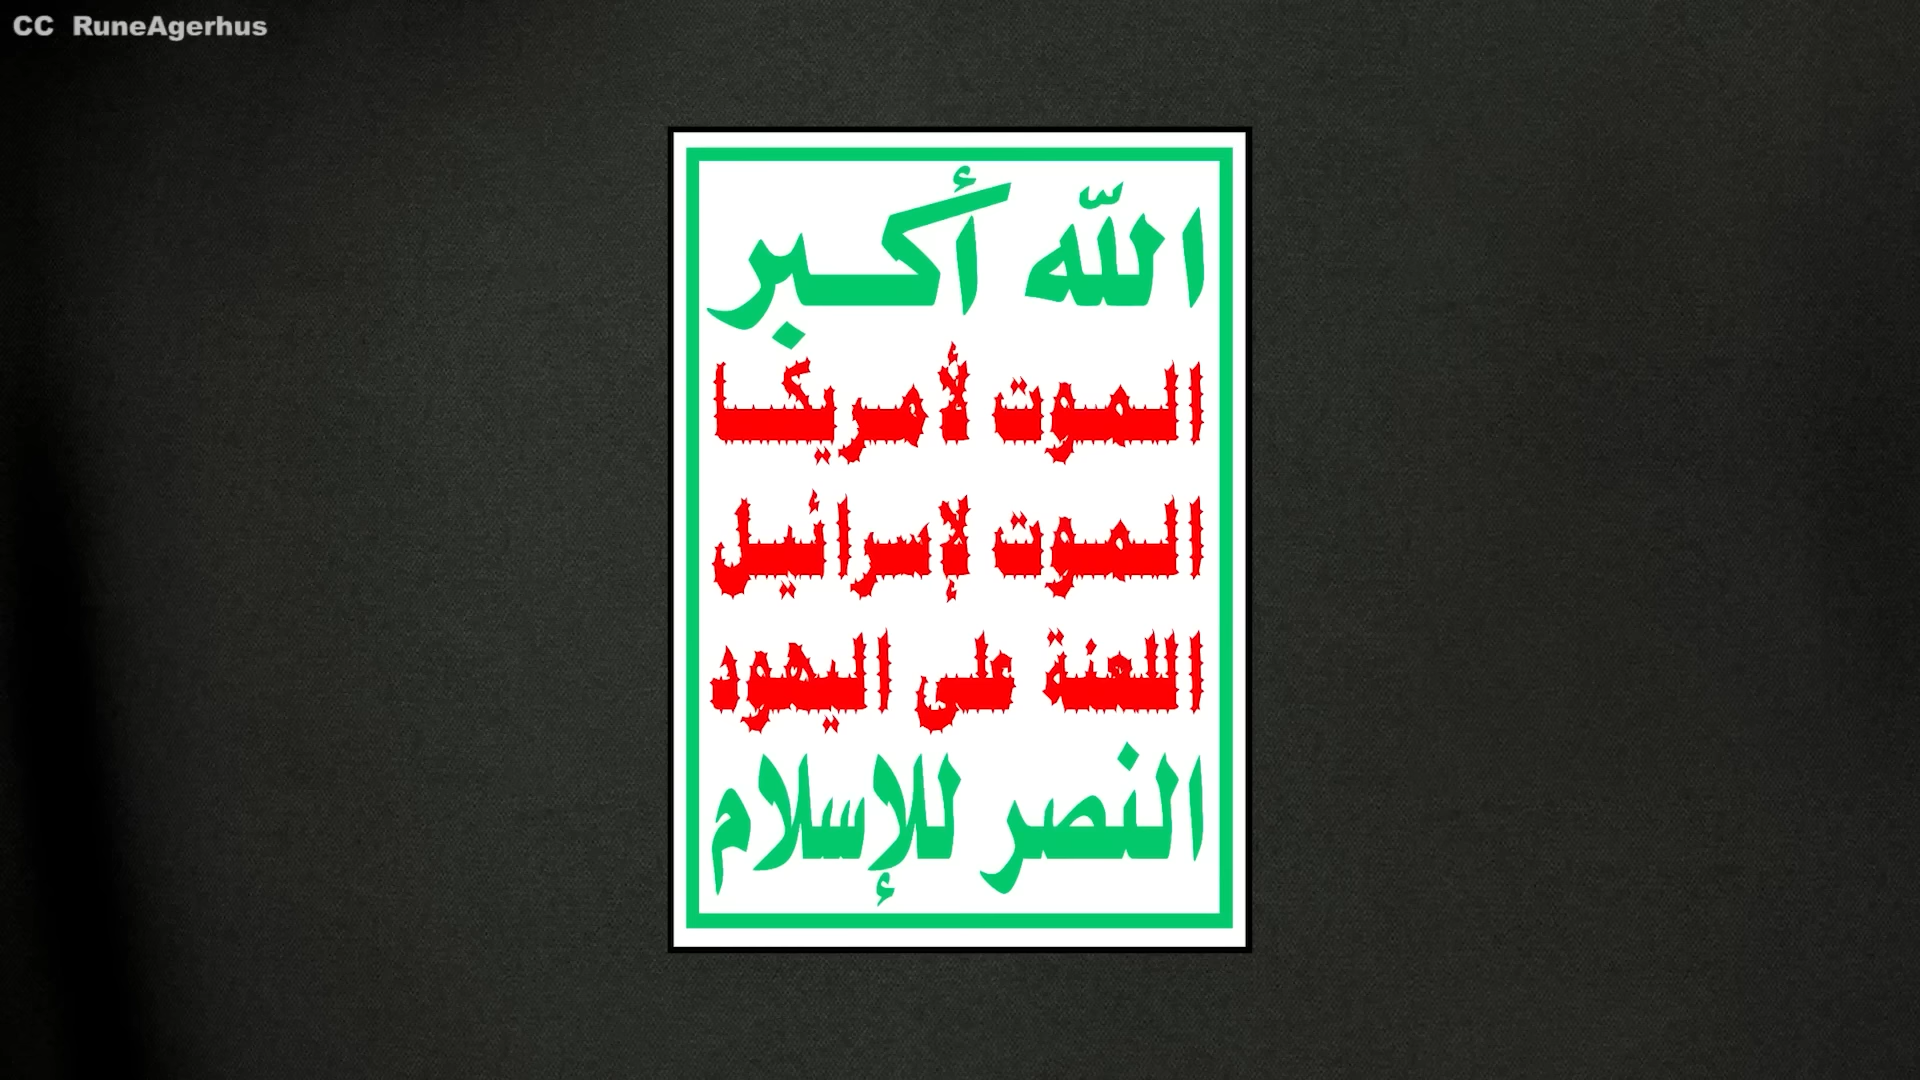 CC RuneAgerhus
الله أكبر
الموت لأمريكا
الموت لإسرائيل
اللعنة على اليهود
النصر للإسلام